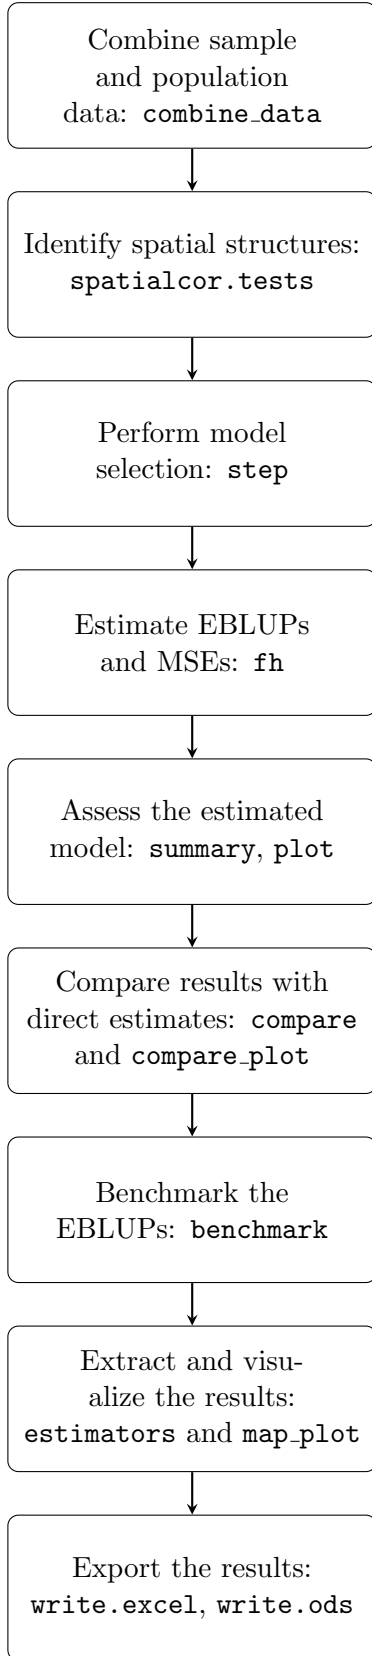 Combine sample
and population
data: combine_data
Identify spatial structures:
spatialcor.tests
Perform model
selection: step
Estimate EBLUPs
and MSEs: fh
Assess the estimated
model: summary, plot
Compare results with
direct estimates: compare
and compare_plot
Benchmark the
EBLUPs: benchmark
Extract and visu-
alize the results:
estimators and map_plot
Export the results:
write.excel, write.ods